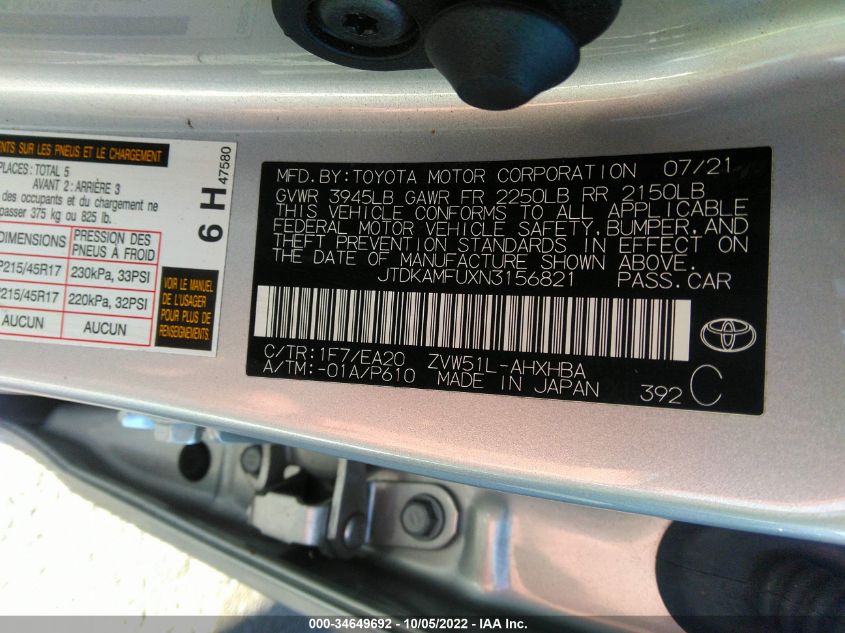 NTS SUR LES PNEUS ET LE CHARGEMENT
PLACES: TOTAL 5
AVANT 2: ARRIÈRE 3
des occupants et du chargement ne
passer 375 kg ou 825 lb.
DIMENSIONS
PRESSION DES PNEUS À FROID
P215/45R17 230kPa, 33PSI
P215/45R17 220kPa, 32PSI
AUCUN AUCUN
6 H 47580
VOIR LE MANUEL
DE L'USAGER
POUR PLUS DE
RENSEIGNEMENTS.
MFD. BY: TOYOTA MOTOR CORPORATION 07/21
GVWR 3945LB GAWR FR 2250LB RR 2150LB
THIS VEHICLE CONFORMS TO ALL APPLICABLE
FEDERAL MOTOR VEHICLE SAFETY, BUMPER, AND
THEFT PREVENTION STANDARDS IN EFFECT ON
THE DATE OF MANUFACTURE SHOWN ABOVE.
JTDKAMFUXN3156821 PASS.CAR
C/TR: 1F7/EA20 ZVW51L-AHXHBA
A/TM: -01A/P610 MADE IN JAPAN 392 C
TOYOTA
000-34649692 - 10/05/2022 - IAA Inc.